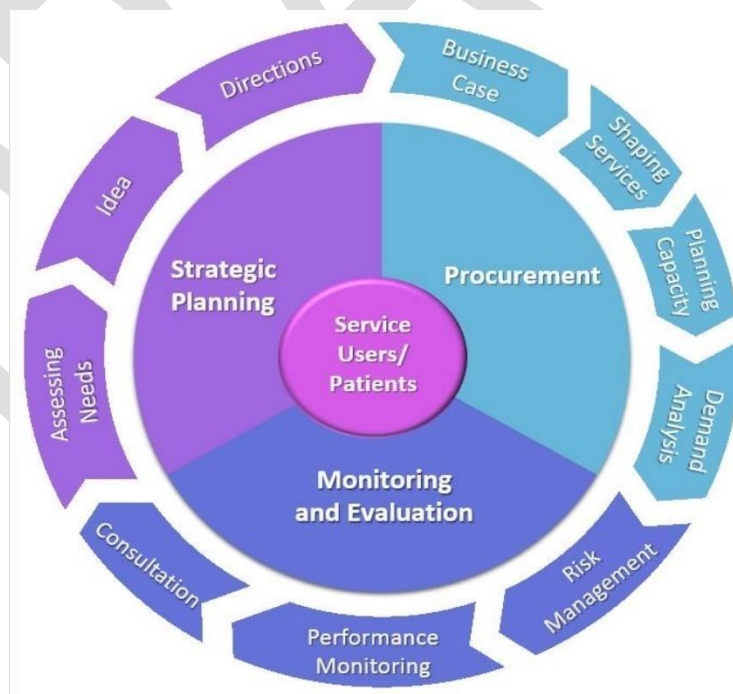 Directions
Business
Case
Shaping
Services
Planning
Capacity
Demand
Analysis
Risk
Management
Performance
Monitoring
Consultation
Assessing
Needs
Idea
Strategic
Planning
Procurement
Service
Users/
Patients
Monitoring
and Evaluation